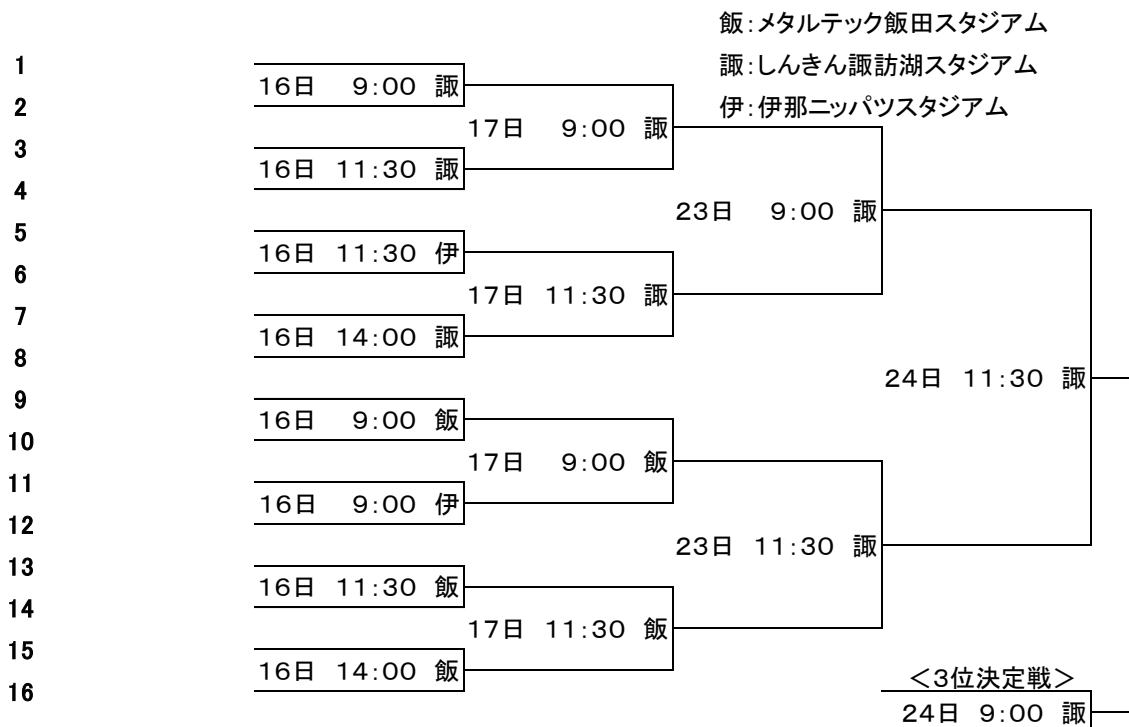 飯:メタルテック飯田スタジアム
1
諏:しんきん諏訪湖スタジアム
16日 9:00 諏
2
伊:伊那ニッパツスタジアム
17日 9:00 諏
3
16日 11:30 諏
4
23日 9:00 諏
5
16日 11:30 伊
6
17日 11:30 諏
7
16日 14:00 諏
8
24日 11:30 諏
9
16日 9:00 飯
10
17日 9:00 飯
11
16日 9:00 伊
12
23日 11:30 諏
13
16日 11:30 飯
14
17日 11:30 飯
15
16日 14:00 飯
16
<3位決定戦>
24日 9:00 諏